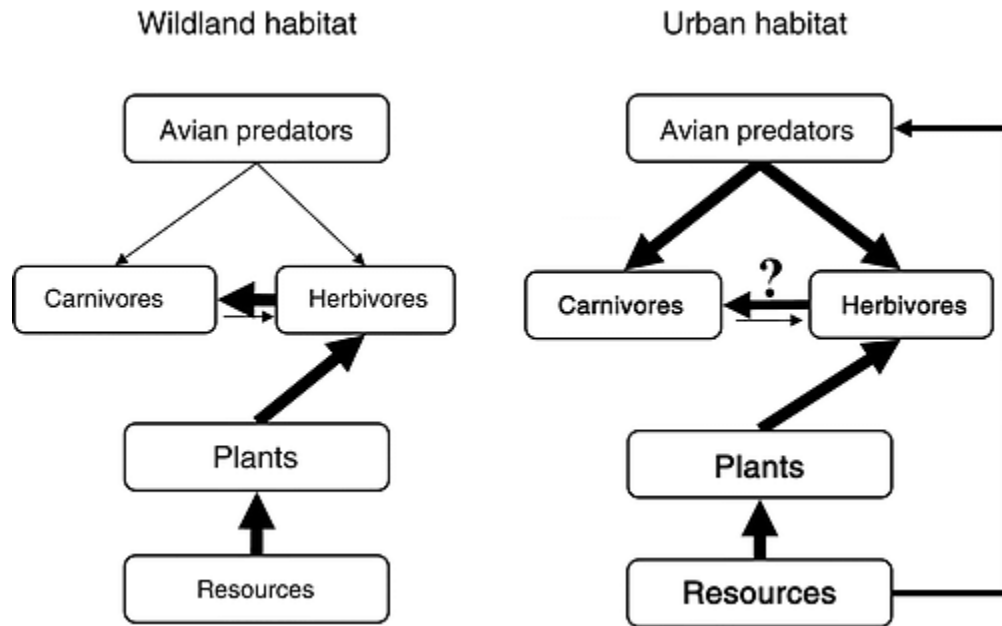 Wildland habitat
Avian predators
Carnivores
Herbivores
Plants
Resources
Urban habitat
Avian predators
?
Carnivores
Herbivores
Plants
Resources